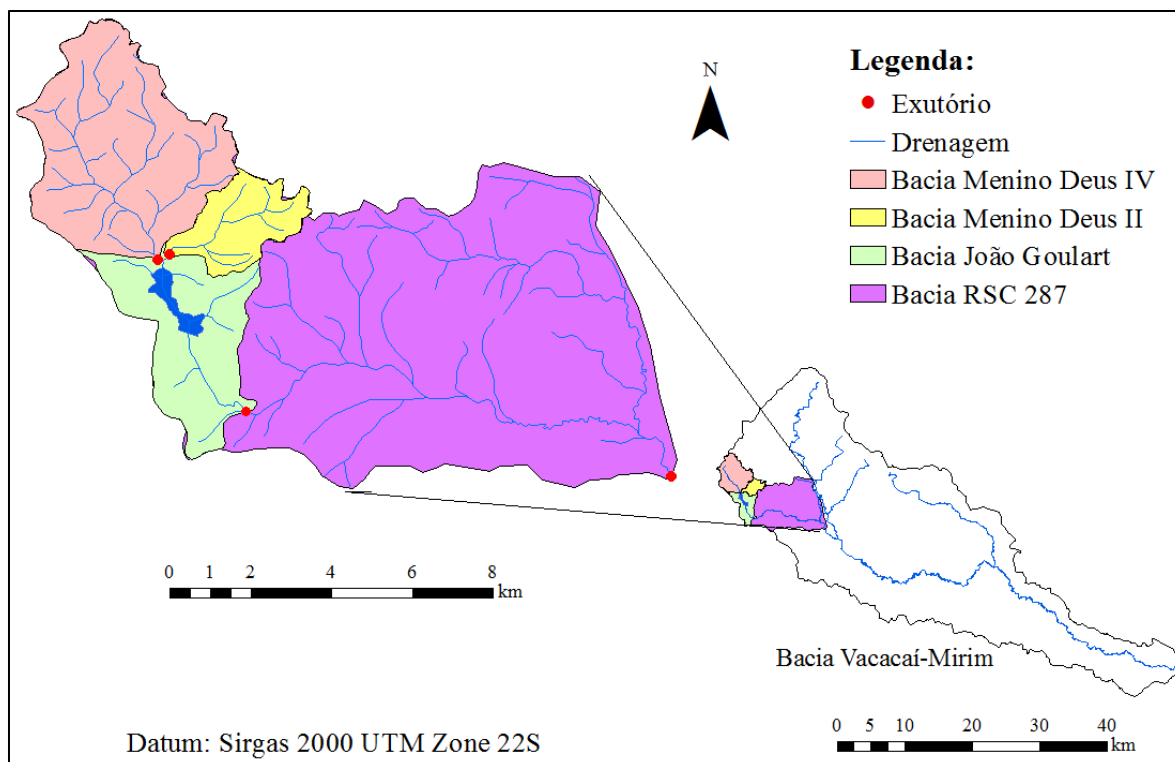 N
Legenda:
Exutório
Drenagem
Bacia Menino Deus IV
Bacia Menino Deus II
Bacia João Goulart
Bacia RSC 287
0 1 2 4 6 8
km
Bacia Vacacaí-Mirim
0 5 10 20 30 40
km
Datum: Sirgas 2000 UTM Zone 22S